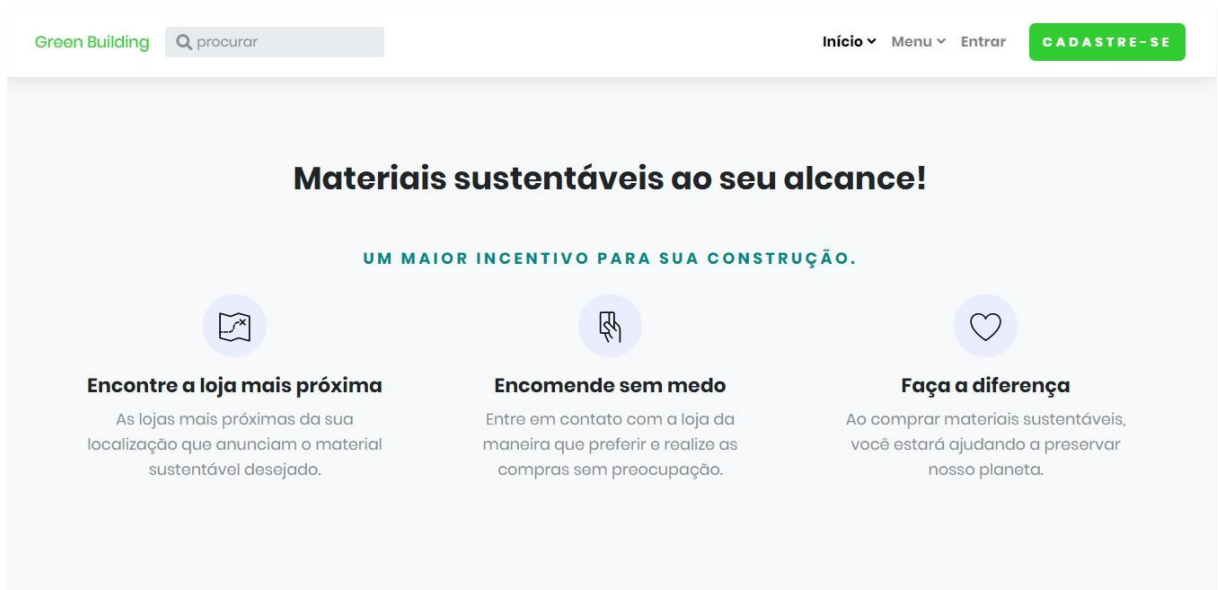 Green Building
procurar
Início
Menu
Entrar
CADASTRE-SE
Materiais sustentáveis ao seu alcance!
UM MAIOR INCENTIVO PARA SUA CONSTRUÇÃO.
Encontre a loja mais próxima
As lojas mais próximas da sua
localização que anunciam o material
sustentável desejado.
Encomende sem medo
Entre em contato com a loja da
maneira que preferir e realize as
compras sem preocupação.
Faça a diferença
Ao comprar materiais sustentáveis,
você estará ajudando a preservar
nosso planeta.